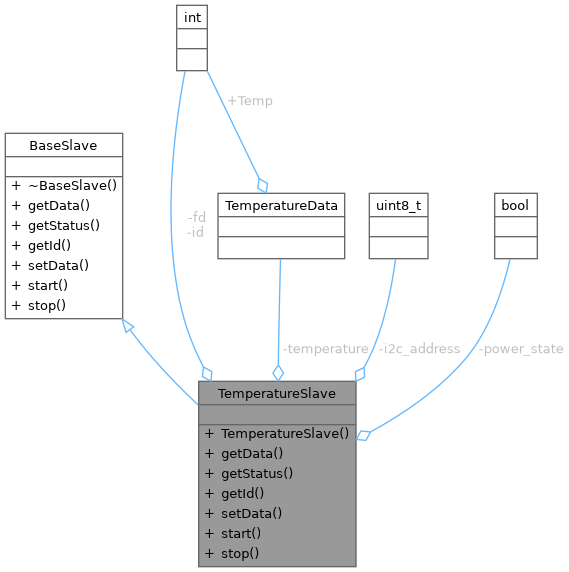 int
+Temp
BaseSlave
+ ~BaseSlave()
+ getData()
+ getStatus()
+ getId()
+ setData()
+ start()
+ stop()
TemperatureData
uint8_t
bool
-fd
-id
-temperature
-i2c_address
-power_state
TemperatureSlave
+ TemperatureSlave()
+ getData()
+ getStatus()
+ getId()
+ setData()
+ start()
+ stop()